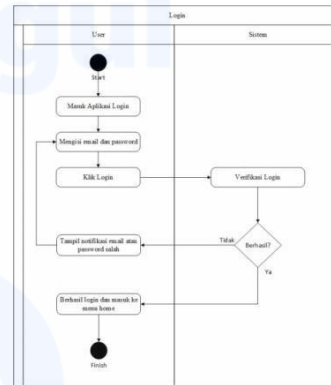 Login
User
Sistem
Start
Masuk Aplikasi Login
Mengisi email dan password
Klik Login
Verifikasi Login
Tampil notifikasi email atau
password salah
Tidak
Berhasil?
Ya
Berhasil login dan masuk ke
menu home
Finish